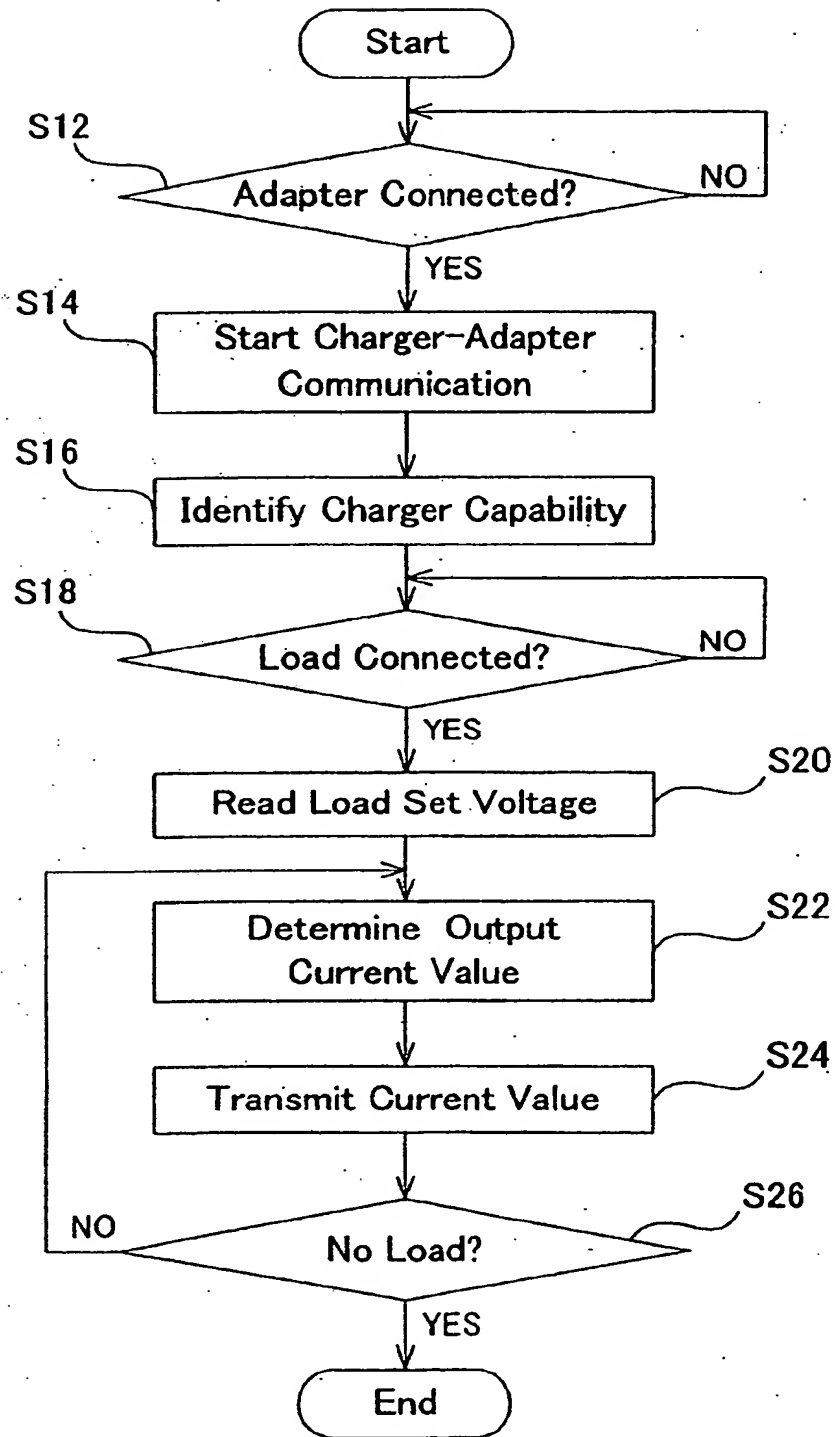 Start
S12
Adapter Connected?
NO
YES
S14
Start Charger-Adapter
Communication
S16
Identify Charger Capability
S18
Load Connected?
NO
YES
S20
Read Load Set Voltage
S22
Determine Output
Current Value
S24
Transmit Current Value
S26
NO
No Load?
YES
End